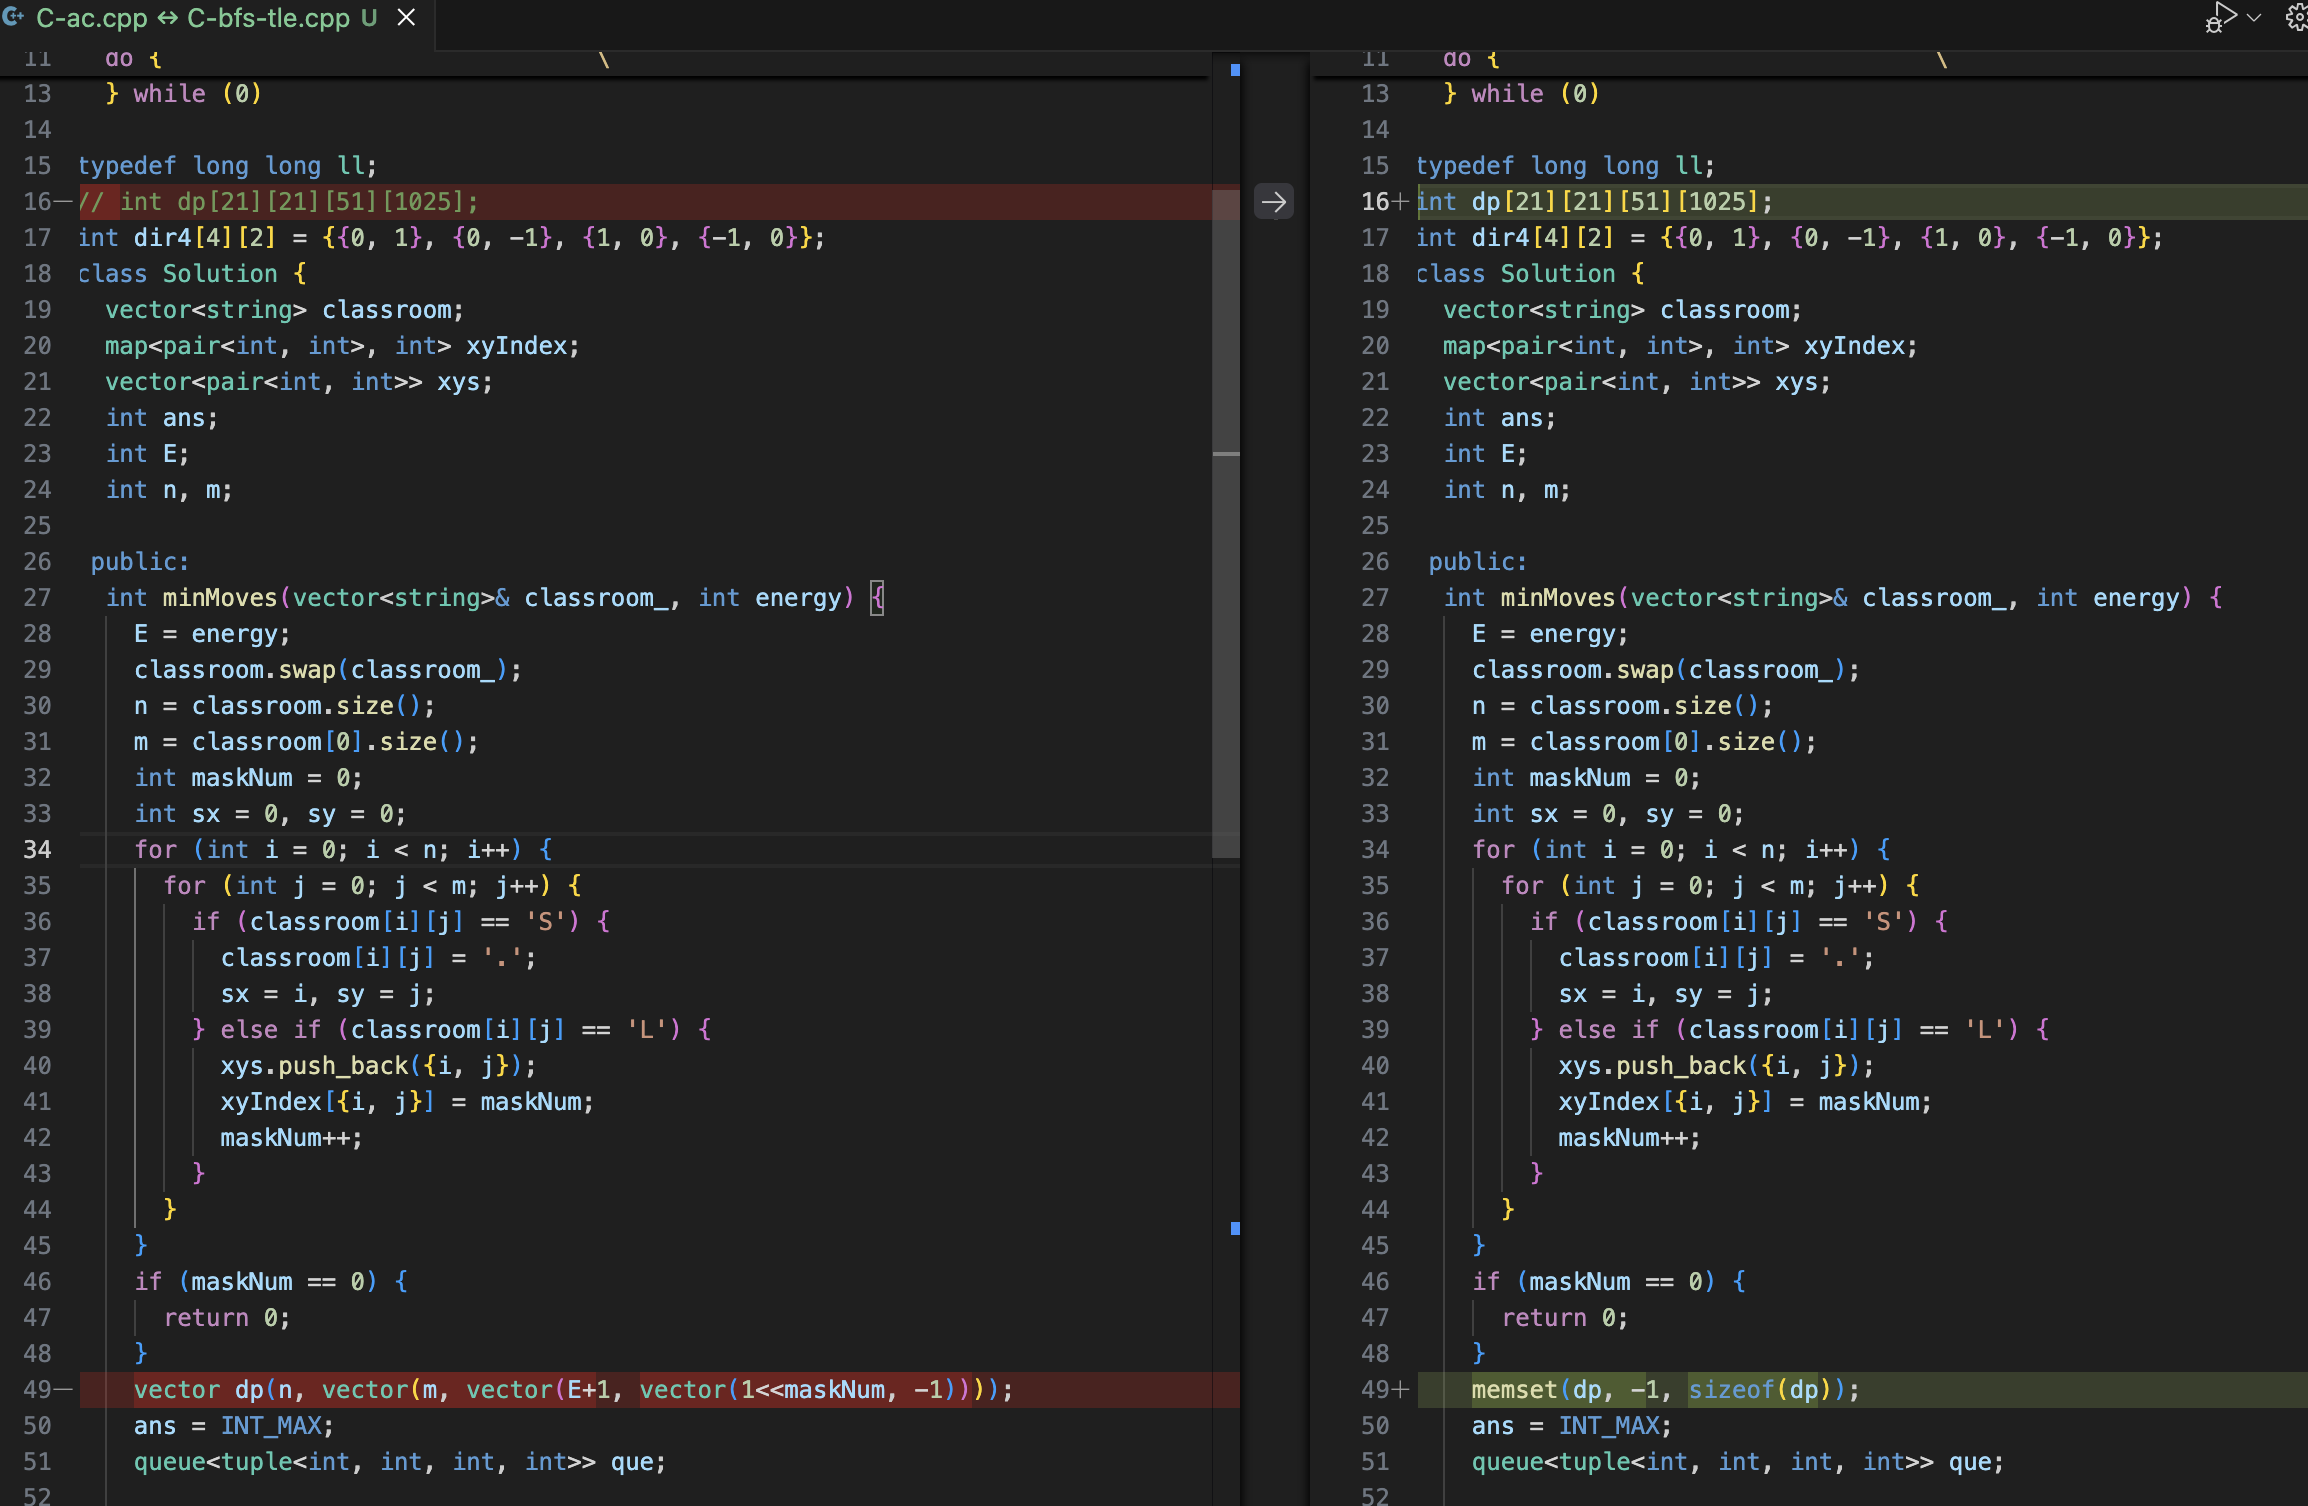 C-ac.cpp ↔ C-bfs-tle.cpp U
11 do { \
13 } while (0)
14
15 typedef long long ll;
16— // int dp[21][21][51][1025];
17 int dir4[4][2] = {{0, 1}, {0, -1}, {1, 0}, {-1, 0}};
18 class Solution {
19 vector<string> classroom;
20 map<pair<int, int>, int> xyIndex;
21 vector<pair<int, int>> xys;
22 int ans;
23 int E;
24 int n, m;
25
26 public:
27 int minMoves(vector<string>& classroom_, int energy) {
28 E = energy;
29 classroom.swap(classroom_);
30 n = classroom.size();
31 m = classroom[0].size();
32 int maskNum = 0;
33 int sx = 0, sy = 0;
34 for (int i = 0; i < n; i++) {
35 for (int j = 0; j < m; j++) {
36 if (classroom[i][j] == 'S') {
37 classroom[i][j] = '.';
38 sx = i, sy = j;
39 } else if (classroom[i][j] == 'L') {
40 xys.push_back({i, j});
41 xyIndex[{i, j}] = maskNum;
42 maskNum++;
43 }
44 }
45 }
46 if (maskNum == 0) {
47 return 0;
48 }
49— vector dp(n, vector(m, vector(E+1, vector(1<<maskNum, -1))));
50 ans = INT_MAX;
51 queue<tuple<int, int, int, int>> que;
52
11 do { \
13 } while (0)
14
15 typedef long long ll;
16+ int dp[21][21][51][1025];
17 int dir4[4][2] = {{0, 1}, {0, -1}, {1, 0}, {-1, 0}};
18 class Solution {
19 vector<string> classroom;
20 map<pair<int, int>, int> xyIndex;
21 vector<pair<int, int>> xys;
22 int ans;
23 int E;
24 int n, m;
25
26 public:
27 int minMoves(vector<string>& classroom_, int energy) {
28 E = energy;
29 classroom.swap(classroom_);
30 n = classroom.size();
31 m = classroom[0].size();
32 int maskNum = 0;
33 int sx = 0, sy = 0;
34 for (int i = 0; i < n; i++) {
35 for (int j = 0; j < m; j++) {
36 if (classroom[i][j] == 'S') {
37 classroom[i][j] = '.';
38 sx = i, sy = j;
39 } else if (classroom[i][j] == 'L') {
40 xys.push_back({i, j});
41 xyIndex[{i, j}] = maskNum;
42 maskNum++;
43 }
44 }
45 }
46 if (maskNum == 0) {
47 return 0;
48 }
49+ memset(dp, -1, sizeof(dp));
50 ans = INT_MAX;
51 queue<tuple<int, int, int, int>> que;
52